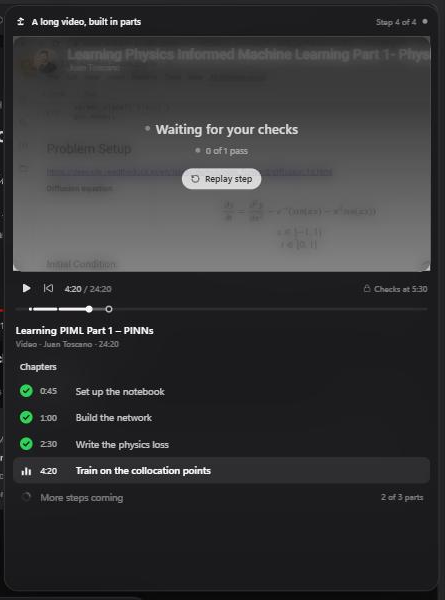 A long video, built in parts
Step 4 of 4
Learning Physics Informed Machine Learning Part 1- Phys
Juan Toscano
Waiting for your checks
0 of 1 pass
Problem Setup
Replay step
Diffusion equation
Initial Condition
4:20 / 24:20
Checks at 5:30
Learning PIML Part 1 – PINNs
Video · Juan Toscano · 24:20
Chapters
0:45 Set up the notebook
1:00 Build the network
2:30 Write the physics loss
4:20 Train on the collocation points
More steps coming
2 of 3 parts